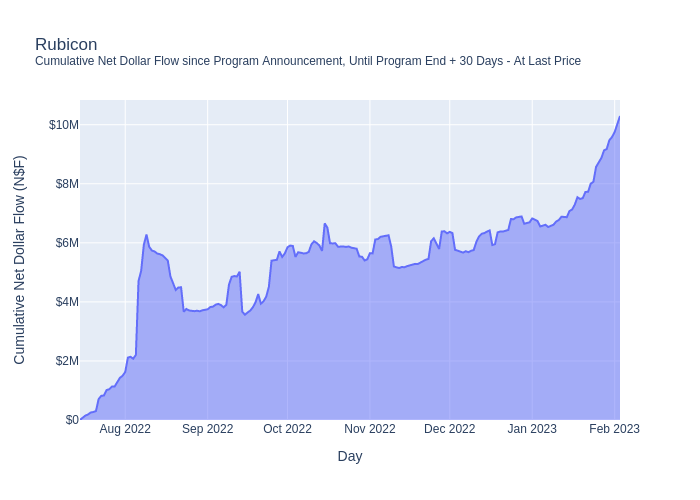 Rubicon
Cumulative Net Dollar Flow since Program Announcement, Until Program End + 30 Days - At Last Price
Cumulative Net Dollar Flow (N$F)
$10M
$8M
$6M
$4M
$2M
$0
Aug 2022 Sep 2022 Oct 2022 Nov 2022 Dec 2022 Jan 2023 Feb 2023
Day